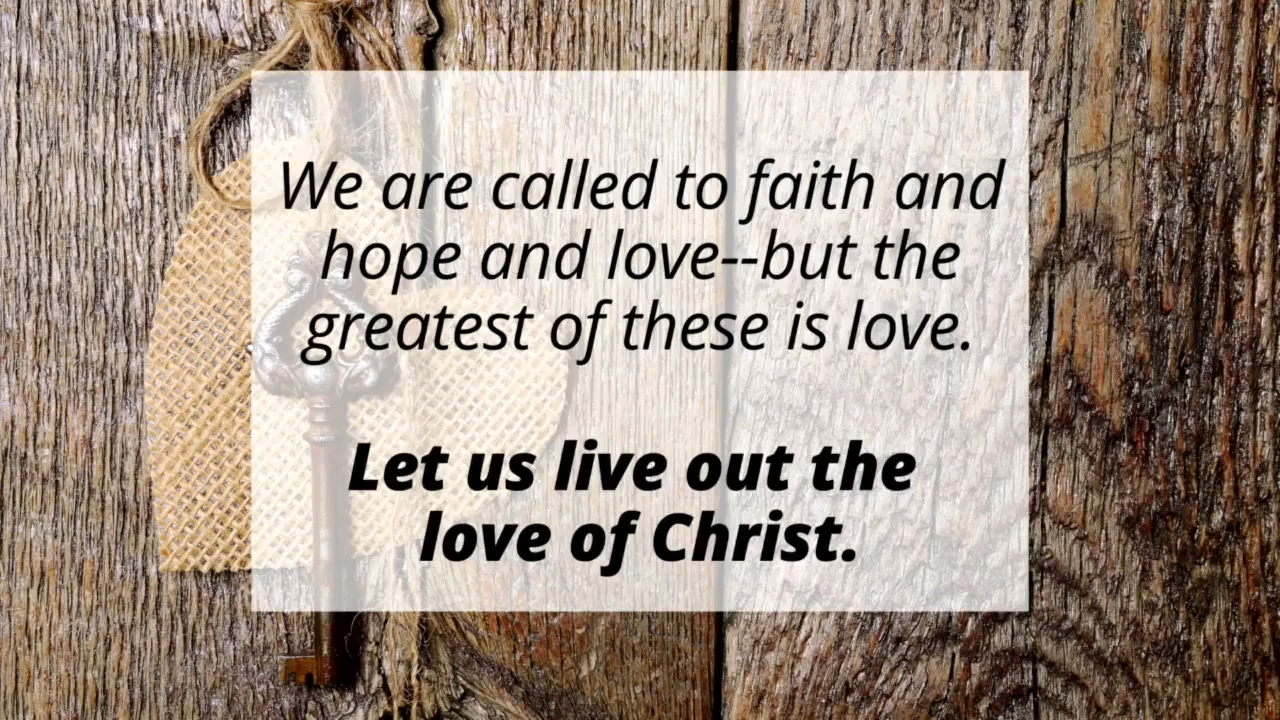 We are called to faith and
hope and love--but the
greatest of these is love.
Let us live out the
love of Christ.